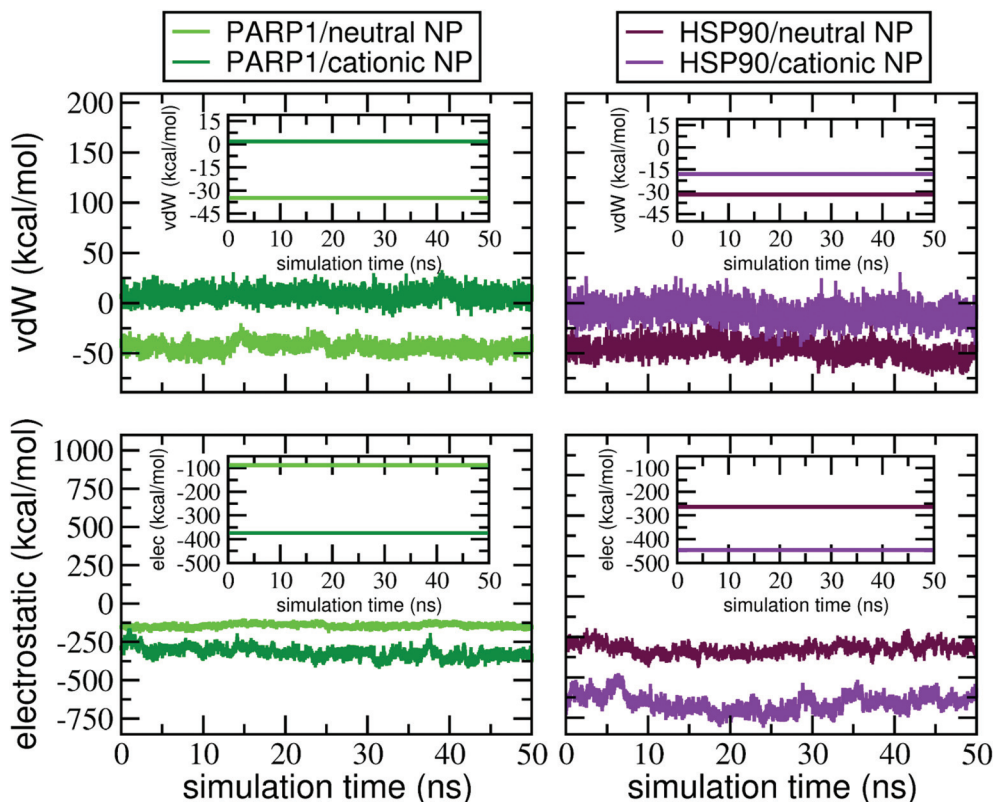 PARP1/neutral NP
PARP1/cationic NP
HSP90/neutral NP
HSP90/cationic NP
vdW (kcal/mol)
200
150
100
50
25
0
-50
vdW (kcal/mol)
15
0
-15
-30
-45
0 10 20 30 40 50
simulation time (ns)
vdW (kcal/mol)
15
0
-15
-30
-45
0 10 20 30 40 50
simulation time (ns)
electrostatic (kcal/mol)
1000
750
500
250
0
-250
-500
-750
elec (kcal/mol)
-100
-200
-300
-400
-500
0 10 20 30 40 50
simulation time (ns)
elec (kcal/mol)
-100
-200
-300
-400
-500
0 10 20 30 40 50
simulation time (ns)
0 10 20 30 40 50
simulation time (ns)
0 10 20 30 40 50
simulation time (ns)